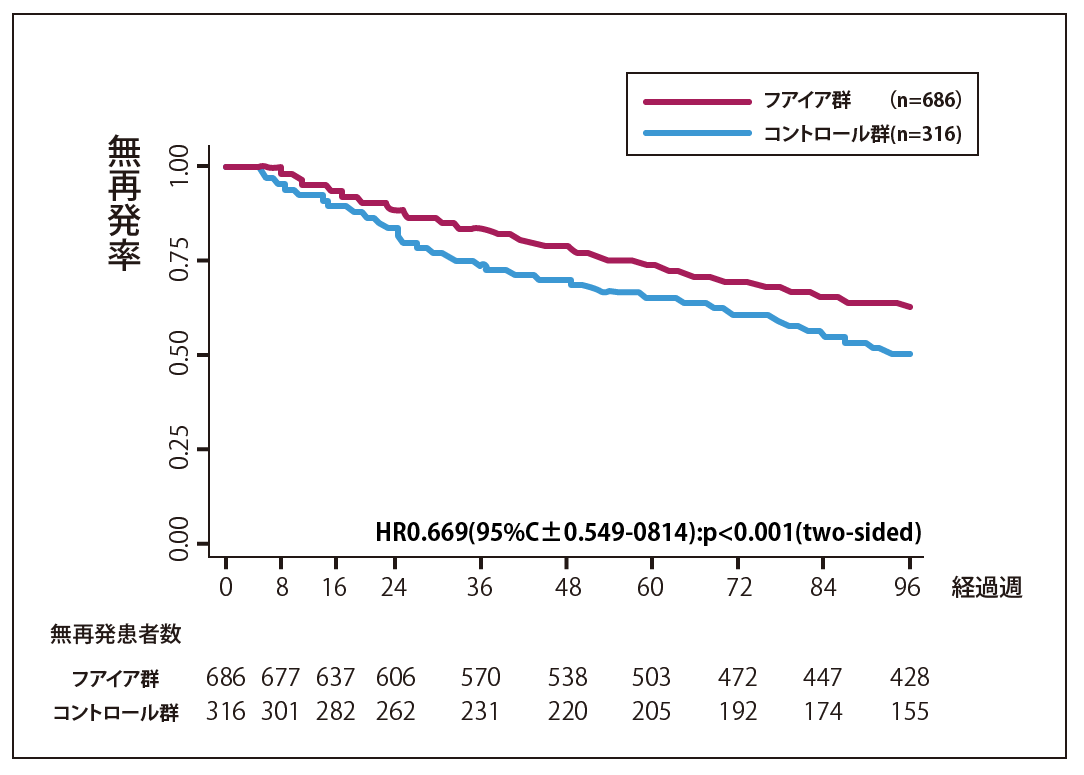 フアイア群 （n=686）
コントロール群(n=316)
無再発率
1.00
0.75
0.50
0.25
0.00
HR0.669(95%C±0.549-0814):p<0.001(two-sided)
0 8 16 24 36 48 60 72 84 96 経過週
無再発患者数
フアイア群 686 677 637 606 570 538 503 472 447 428
コントロール群 316 301 282 262 231 220 205 192 174 155